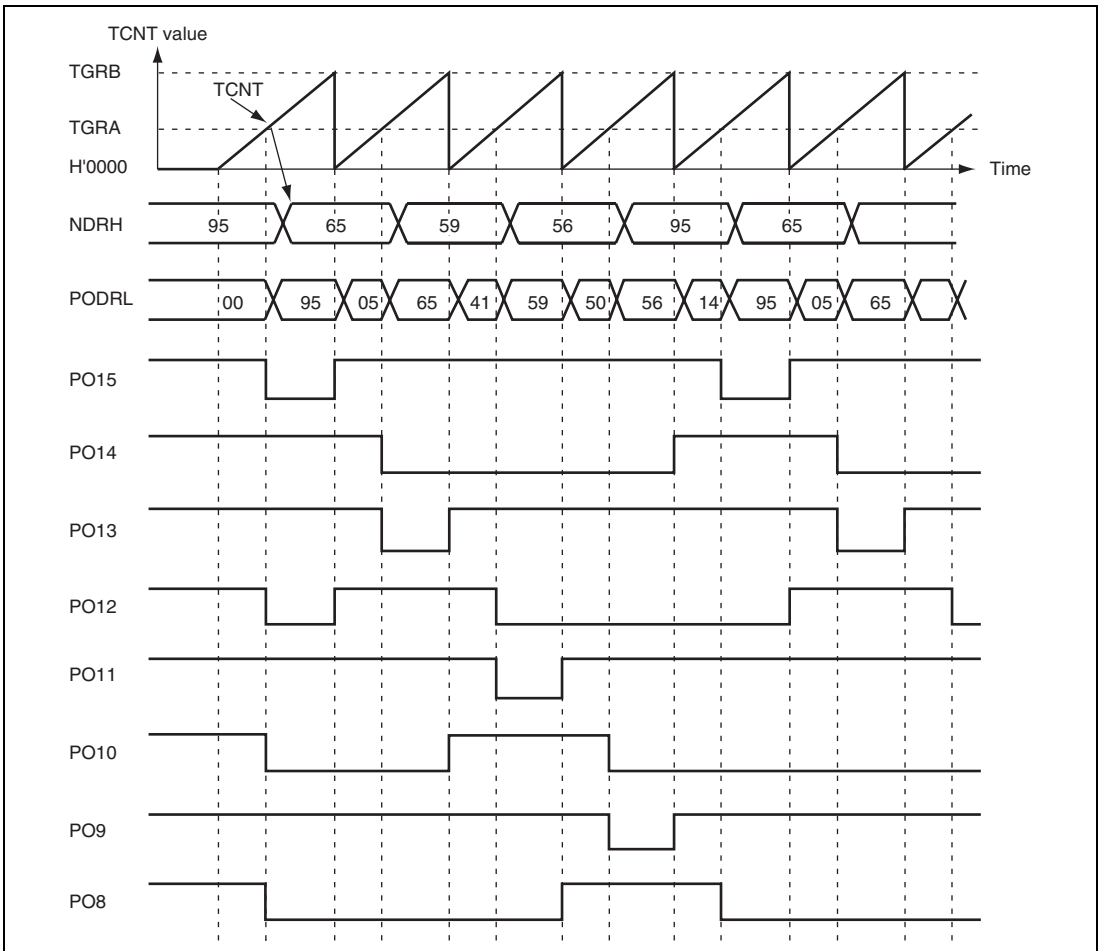 TCNT value
TGRB
TCNT
TGRA
H'0000
Time
NDRH 95 65 59 56 95 65
PODRL 00 95 05 65 41 59 50 56 14 95 05 65
PO15
PO14
PO13
PO12
PO11
PO10
PO9
PO8